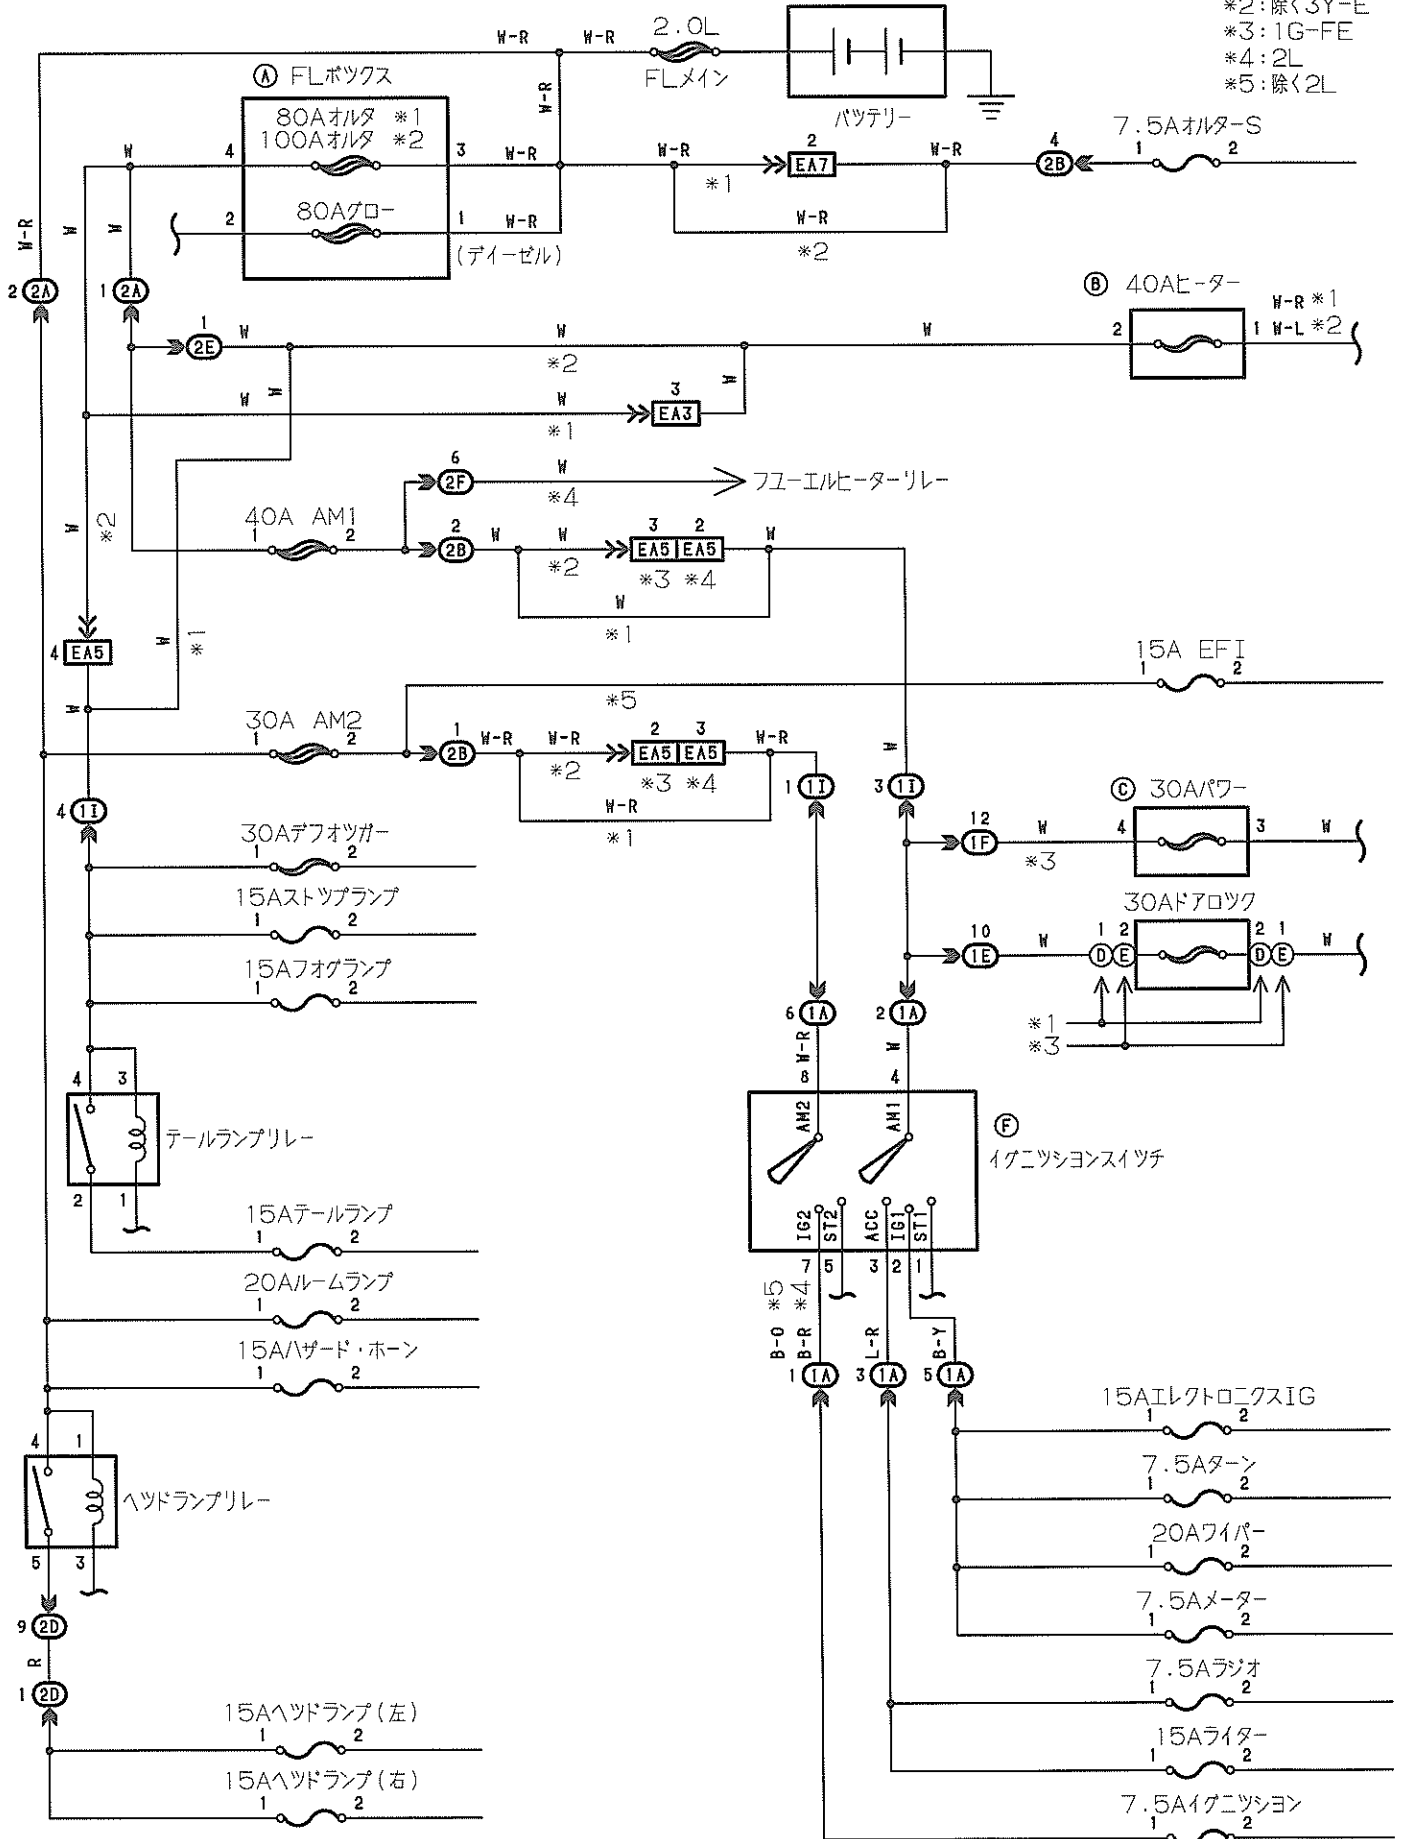 *2:除く3Y-E
*3:1G-FE
*4:2L
*5:除く2L
W-R
W-R
2.0L
FLメイン
バツテリー
Ⓐ FLボツクス
W-R
80Aオルタ *1
100Aオルタ *2
W
4
3
W-R
W-R
*1
2
EA7
W-R
4
2B
7.5Aオルター S
1
2
80Aグロー
2
1
W-R
(デイーゼル)
W-R
*2
W-R
W
W
2
2A
1
2A
Ⓑ 40Aヒーター
2
1
W-R *1
W-L *2
1
2E
W
W
*2
W
W
W
W
W
*1
3
EA3
6
2F
W
*4
フューエルヒーターリレー
W
*2
40A AM1
1
2
2
2B
W
W
*2
3
2
EA5
EA5
*3
*4
W
W
*1
4
EA5
W
*1
W
15A EFI
1
2
*5
30A AM2
1
2
1
2B
W-R
W-R
*2
2
3
EA5
EA5
*3
*4
W-R
W-R
*1
W
4
1I
1
1I
3
1I
30Aデフオツガー
1
2
15Aストツプランプ
1
2
15Aフオグランプ
1
2
12
1F
W
*3
Ⓒ 30Aパワー
4
3
W
30Aドアロツク
10
1E
W
1
2
D
E
2
1
D
E
W
*1
*3
6
1A
2
1A
W-R
W
8
4
AM2
AM1
Ⓕ
イグニツシヨンスイツチ
IG2
ST2
ACC
IG1
ST1
7
5
3
2
1
4
3
テールランプリレー
2
1
15Aテールランプ
1
2
20Aルームランプ
1
2
15Aハザード・ホーン
1
2
B-O *5
B-R *4
L-R
B-Y
1
1A
3
1A
5
1A
4
1
ヘツドランプリレー
5
3
9
2D
R
1
2D
15Aヘツドランプ(左)
1
2
15Aヘツドランプ(右)
1
2
15AエレクトロニクスIG
1
2
7.5Aターン
1
2
20Aワイパー
1
2
7.5Aメーター
1
2
7.5Aラジオ
1
2
15Aライター
1
2
7.5Aイグニツシヨン
1
2